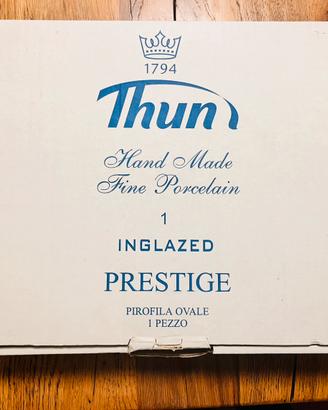 1794
Thun
Hand Made
Fine Porcelain
1
INGLAZED
PRESTIGE
PIROFILA OVALE
1 PEZZO